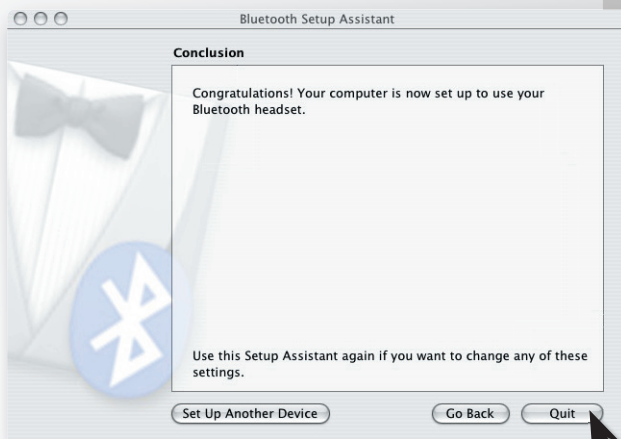 Bluetooth Setup Assistant
Conclusion
Congratulations! Your computer is now set up to use your
Bluetooth headset.
Use this Setup Assistant again if you want to change any of these
settings.
Set Up Another Device
Go Back
Quit